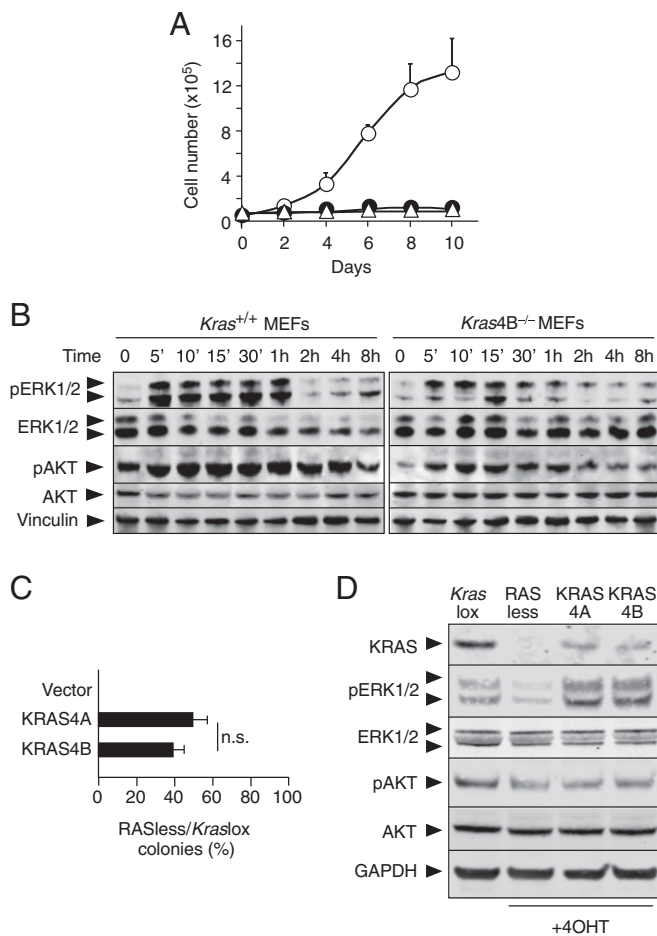 A
16
12
8
4
0
Cell number (x10⁵)
0 2 4 6 8 10
Days
B
Kras+/+ MEFs
Kras4B–/– MEFs
Time 0 5’ 10’ 15’ 30’ 1h 2h 4h 8h 0 5’ 10’ 15’ 30’ 1h 2h 4h 8h
pERK1/2
ERK1/2
pAKT
AKT
Vinculin
C
Vector
KRAS4A
KRAS4B
n.s.
0 20 40 60 80 100
RASless/Kraslox
colonies (%)
D
Kras RAS KRAS KRAS
lox less 4A 4B
KRAS
pERK1/2
ERK1/2
pAKT
AKT
GAPDH
+4OHT